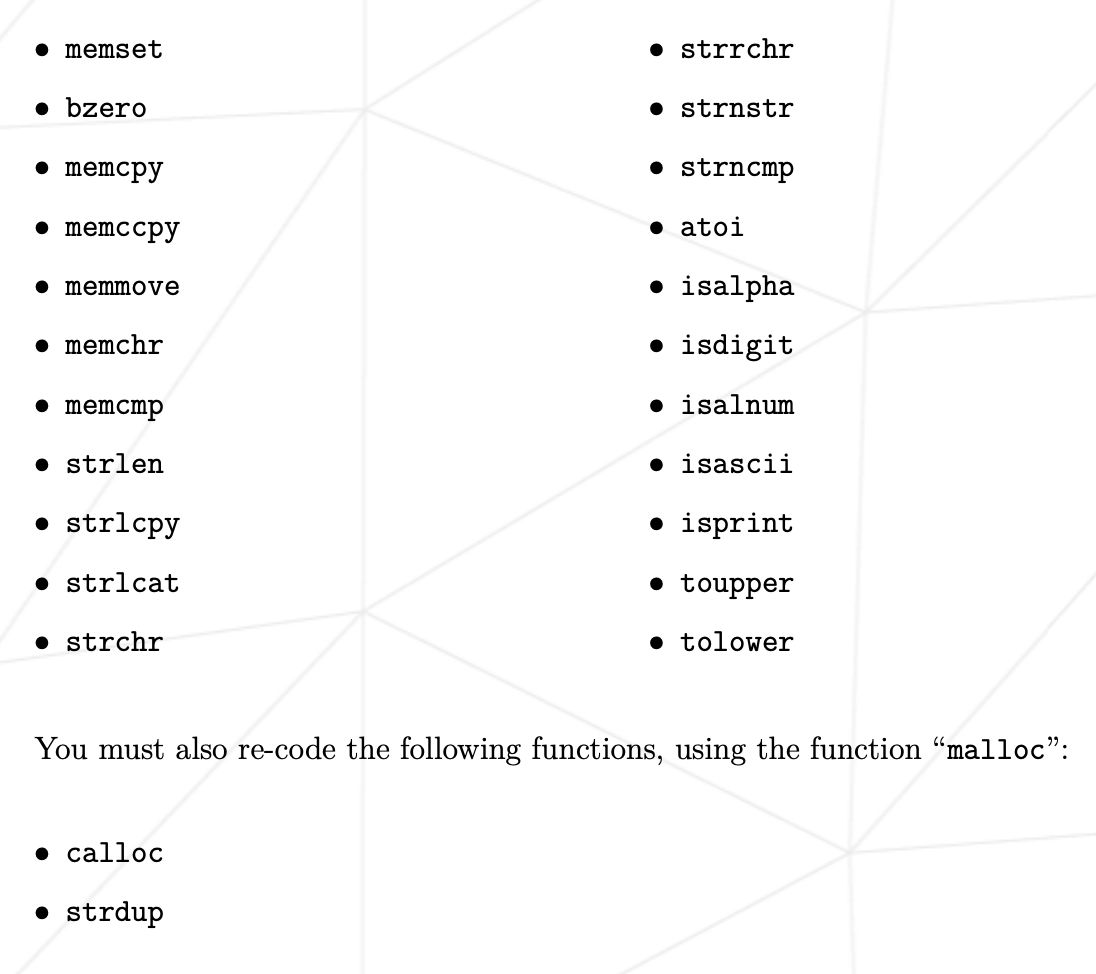 • memset
• bzero
• memcpy
• memccpy
• memmove
• memchr
• memcmp
• strlen
• strlcpy
• strlcat
• strchr
• strrchr
• strnstr
• strncmp
• atoi
• isalpha
• isdigit
• isalnum
• isascii
• isprint
• toupper
• tolower
You must also re-code the following functions, using the function “malloc”:
• calloc
• strdup